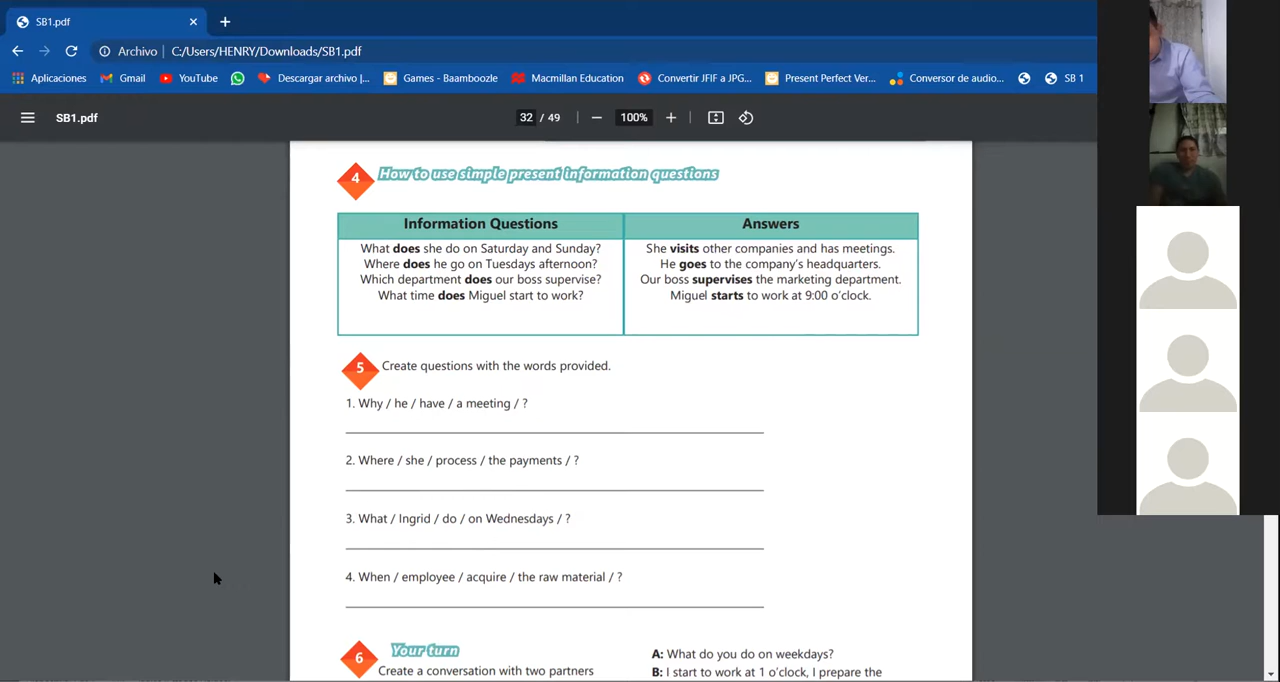 SB1.pdf
Archivo C:/Users/HENRY/Downloads/SB1.pdf
Aplicaciones Gmail YouTube Descargar archivo |... Games - Baamboozle Macmillan Education Convertir JFIF a JPG... Present Perfect Ver... Conversor de audio... SB 1
SB1.pdf 32 / 49 100%
4 How to use simple present information questions
Information Questions Answers
What does she do on Saturday and Sunday? She visits other companies and has meetings.
Where does he go on Tuesdays afternoon? He goes to the company's headquarters.
Which department does our boss supervise? Our boss supervises the marketing department.
What time does Miguel start to work? Miguel starts to work at 9:00 o'clock.
5 Create questions with the words provided.
1. Why / he / have / a meeting / ?
2. Where / she / process / the payments / ?
3. What / Ingrid / do / on Wednesdays / ?
4. When / employee / acquire / the raw material / ?
6 Your turn
Create a conversation with two partners
A: What do you do on weekdays?
B: I start to work at 1 o'clock, I prepare the